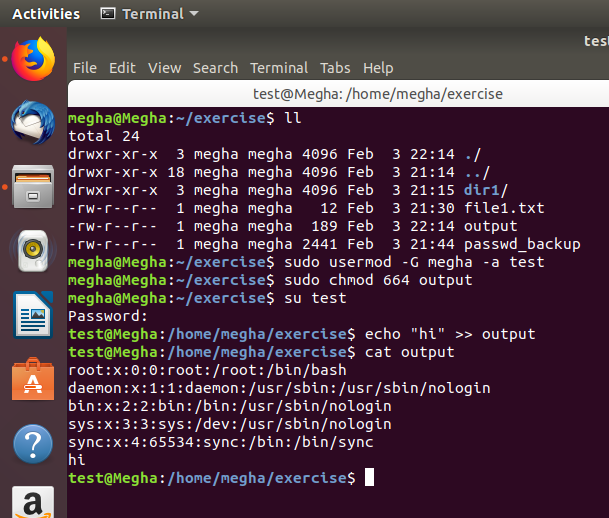 Activities Terminal
test
File Edit View Search Terminal Tabs Help
test@Megha: /home/megha/exercise
megha@Megha:~/exercise$ ll
total 24
drwxr-xr-x  3 megha megha 4096 Feb  3 22:14 ./
drwxr-xr-x 18 megha megha 4096 Feb  3 21:14 ../
drwxr-xr-x  3 megha megha 4096 Feb  3 21:15 dir1/
-rw-r--r--  1 megha megha   12 Feb  3 21:30 file1.txt
-rw-r--r--  1 megha megha  189 Feb  3 22:14 output
-rw-r--r--  1 megha megha 2441 Feb  3 21:44 passwd_backup
megha@Megha:~/exercise$ sudo usermod -G megha -a test
megha@Megha:~/exercise$ sudo chmod 664 output
megha@Megha:~/exercise$ su test
Password:
test@Megha:/home/megha/exercise$ echo "hi" >> output
test@Megha:/home/megha/exercise$ cat output
root:x:0:0:root:/root:/bin/bash
daemon:x:1:1:daemon:/usr/sbin:/usr/sbin/nologin
bin:x:2:2:bin:/bin:/usr/sbin/nologin
sys:x:3:3:sys:/dev:/usr/sbin/nologin
sync:x:4:65534:sync:/bin:/bin/sync
hi
test@Megha:/home/megha/exercise$